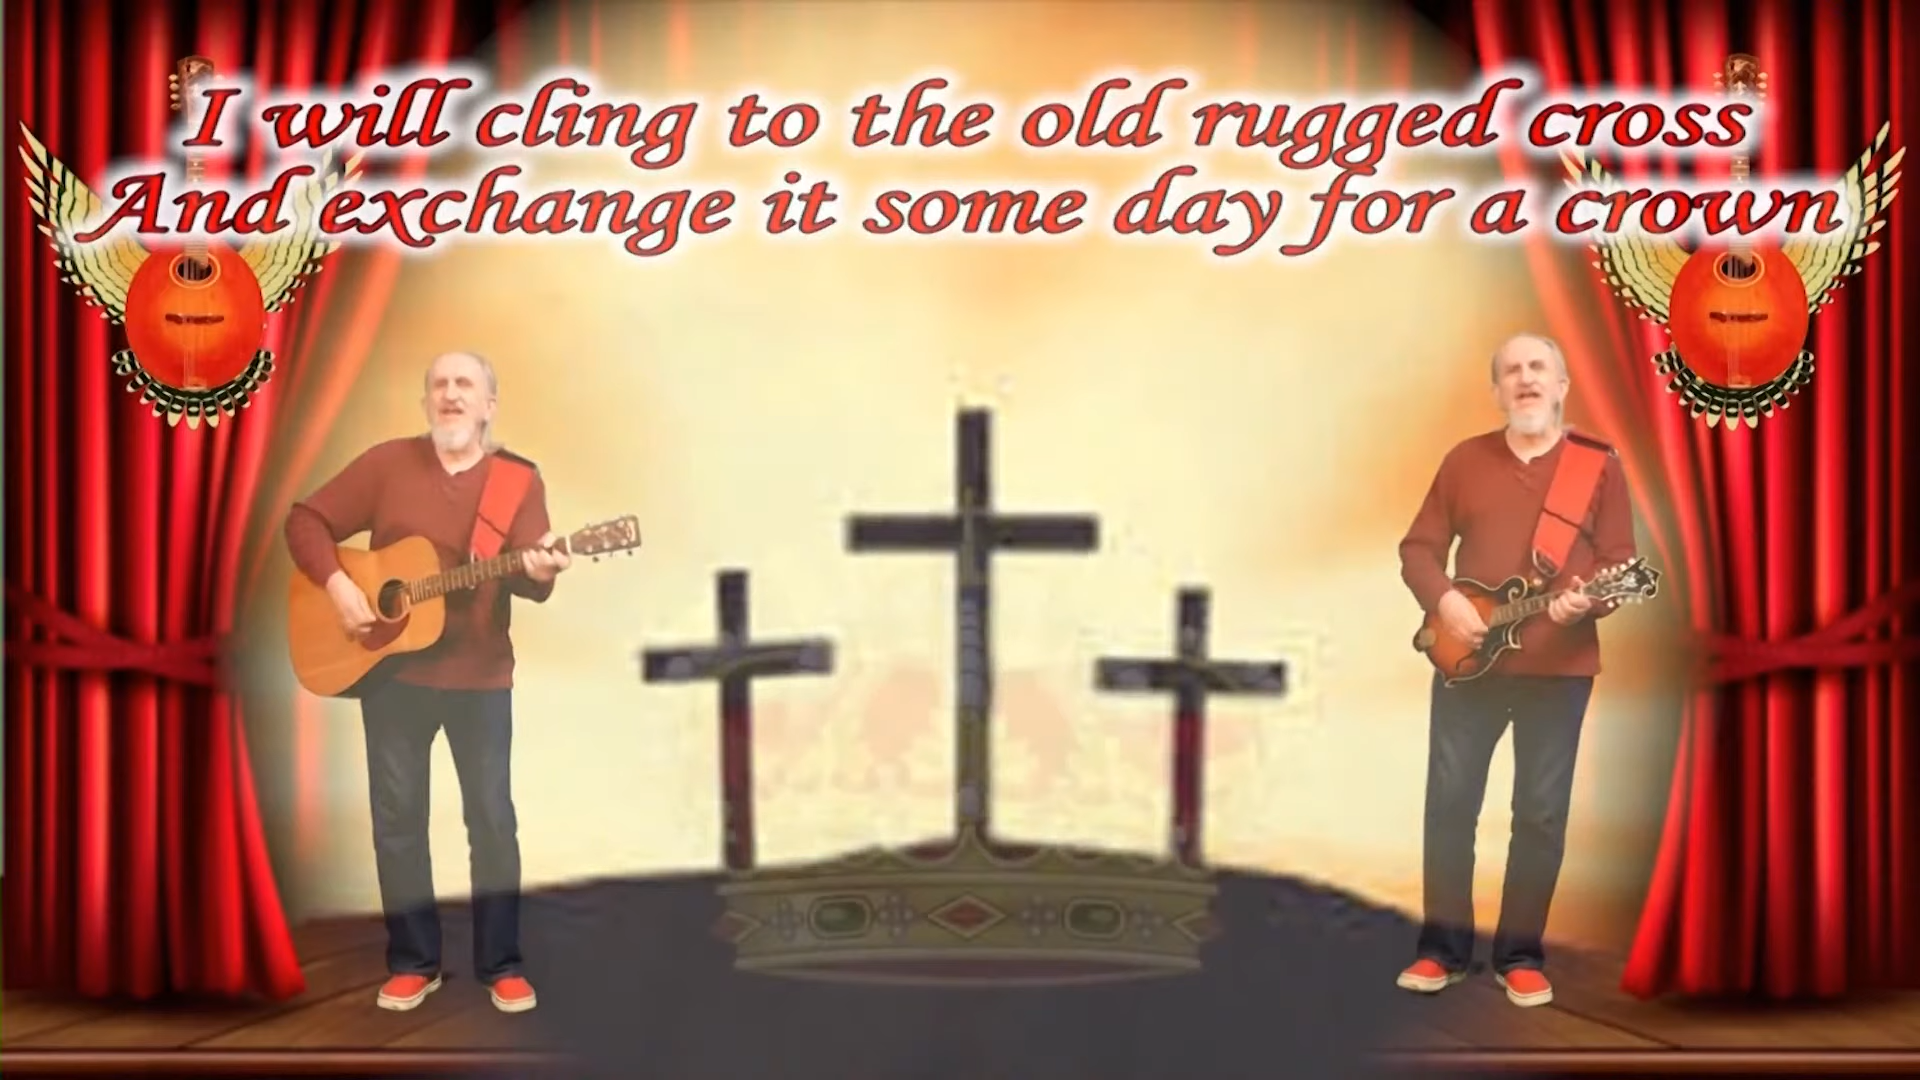 I will cling to the old rugged cross
And exchange it some day for a crown